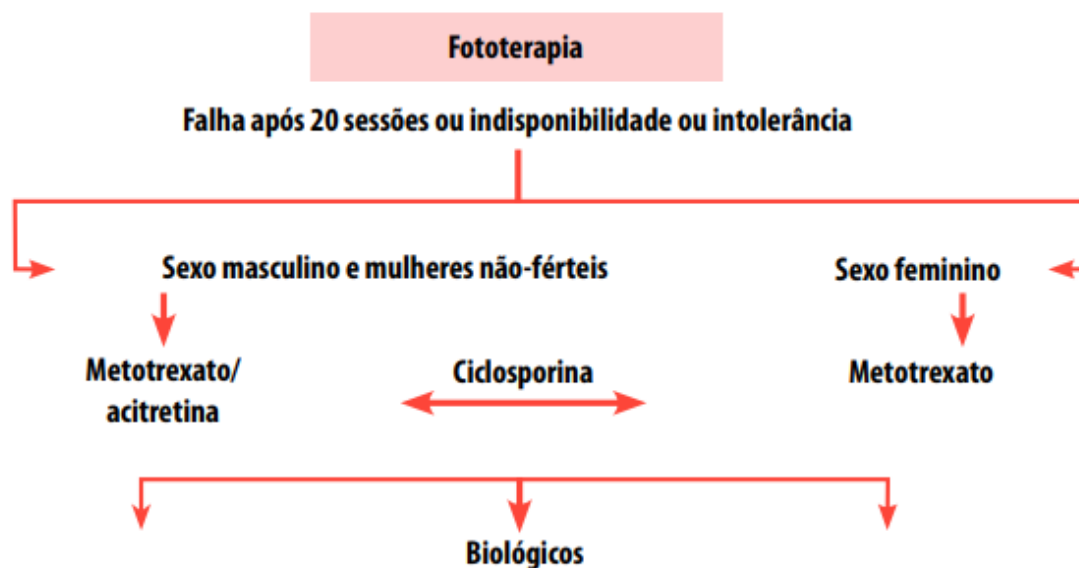 Fototerapia
Falha após 20 sessões ou indisponibilidade ou intolerância
Sexo masculino e mulheres não-férteis
Sexo feminino
Metotrexato/
acitretina
Ciclosporina
Metotrexato
Biológicos